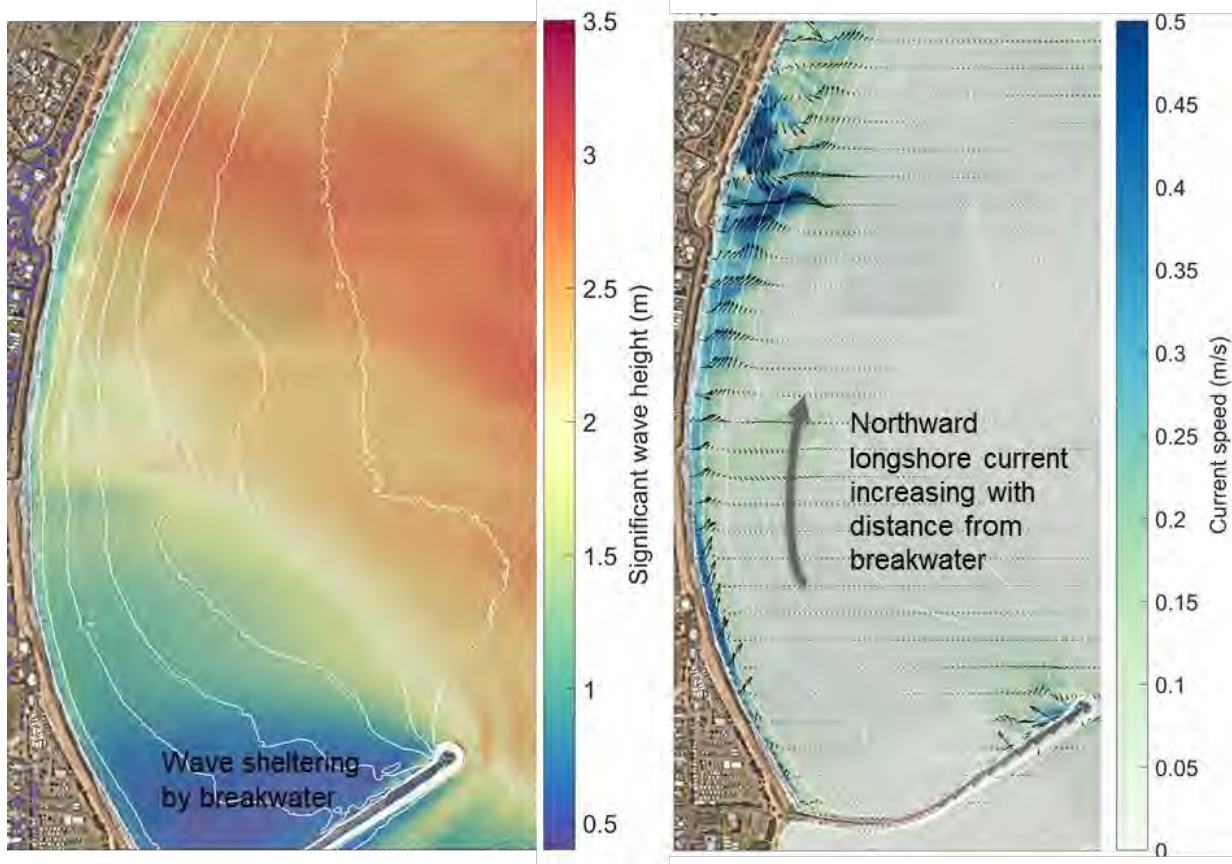 Wave sheltering
by breakwater
3.5
3
2.5
2
1.5
1
0.5
Significant wave height (m)
Northward
longshore current
increasing with
distance from
breakwater
0.5
0.45
0.4
0.35
0.3
0.25
0.2
0.15
0.1
0.05
0
Current speed (m/s)